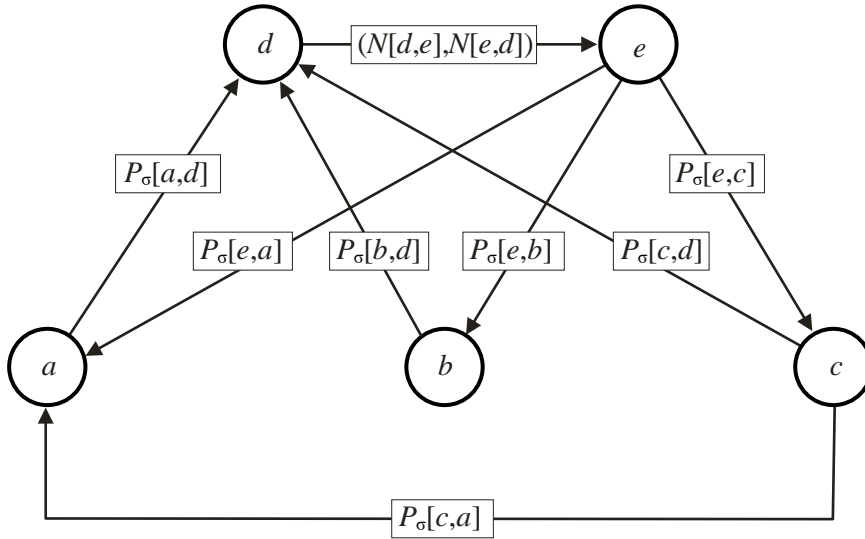 d
(N[d,e],N[e,d])
e
Pσ[a,d]
Pσ[e,c]
Pσ[e,a]
Pσ[b,d]
Pσ[e,b]
Pσ[c,d]
a
b
c
Pσ[c,a]